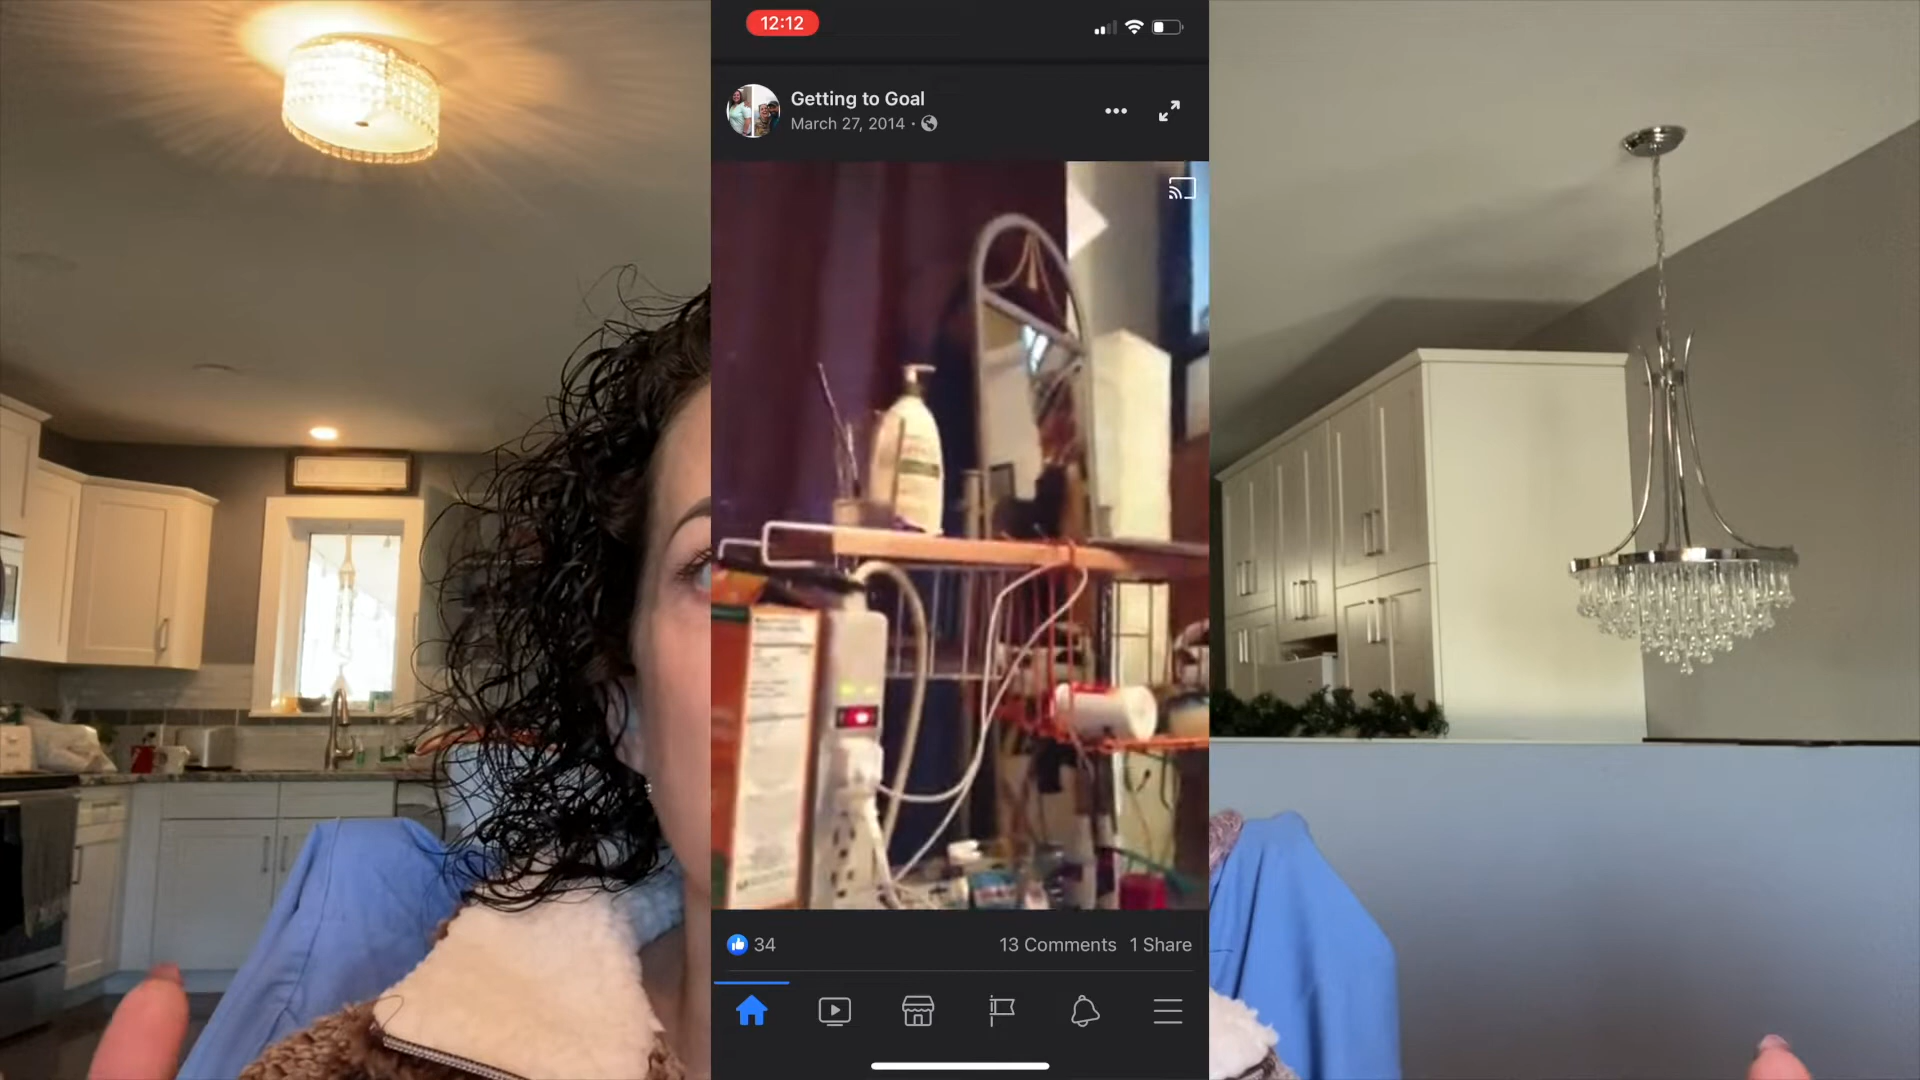 12:12
Getting to Goal
March 27, 2014 ·
34
13 Comments 1 Share